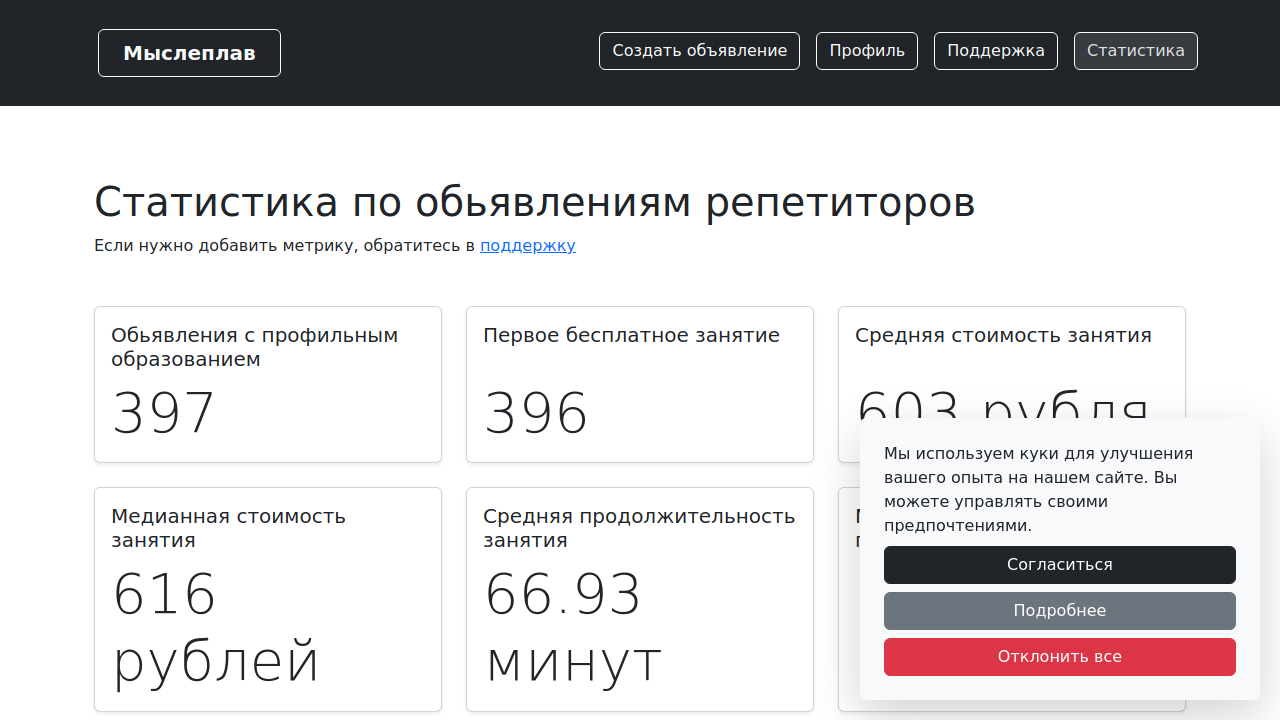 Мыслеплав
Создать объявление
Профиль
Поддержка
Статистика
Статистика по обьявлениям репетиторов
Если нужно добавить метрику, обратитесь в поддержку
Обьявления с профильным
образованием
397
Первое бесплатное занятие
396
Средняя стоимость занятия
603 рубля
Медианная стоимость
занятия
616
рублей
Средняя продолжительность
занятия
66.93
минут
Мы используем куки для улучшения
вашего опыта на нашем сайте. Вы
можете управлять своими
предпочтениями.
Согласиться
Подробнее
Отклонить все